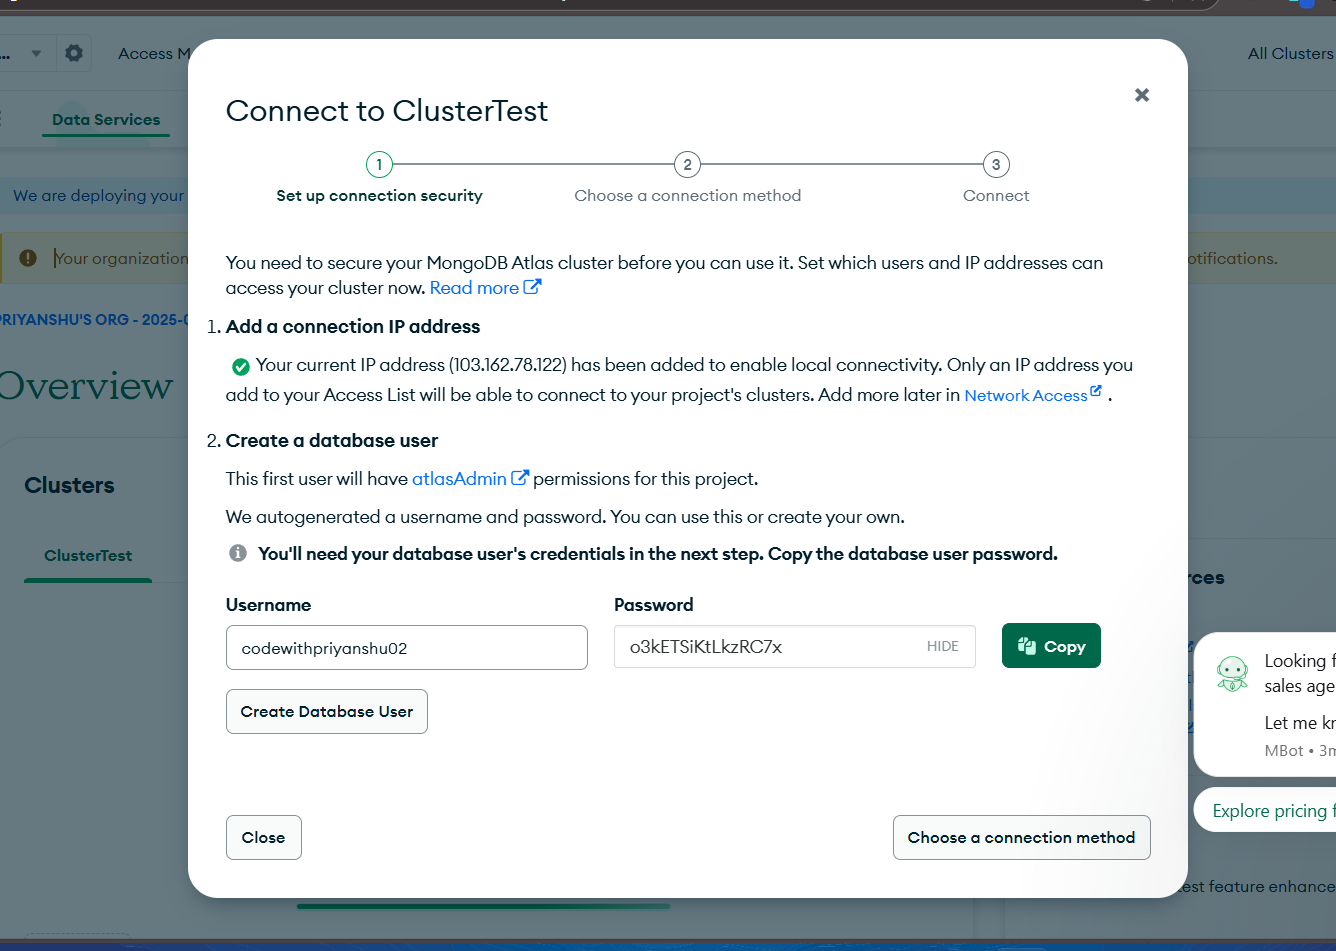 ...
Access M
All Clusters
Connect to ClusterTest
Data Services
1
2
3
Set up connection security
Choose a connection method
Connect
We are deploying your
Your organization
otifications.
You need to secure your MongoDB Atlas cluster before you can use it. Set which users and IP addresses can
access your cluster now. Read more
PRIYANSHU'S ORG - 2025-0
1. Add a connection IP address
Your current IP address (103.162.78.122) has been added to enable local connectivity. Only an IP address you
add to your Access List will be able to connect to your project's clusters. Add more later in Network Access .
Overview
2. Create a database user
This first user will have atlasAdmin permissions for this project.
Clusters
We autogenerated a username and password. You can use this or create your own.
ClusterTest
You'll need your database user's credentials in the next step. Copy the database user password.
rces
Username
Password
codewithpriyanshu02
o3kETSiKtLkzRC7x
HIDE
Copy
Create Database User
Looking f
sales age
Let me kn
MBot • 3m
Explore pricing f
Close
Choose a connection method
test feature enhance